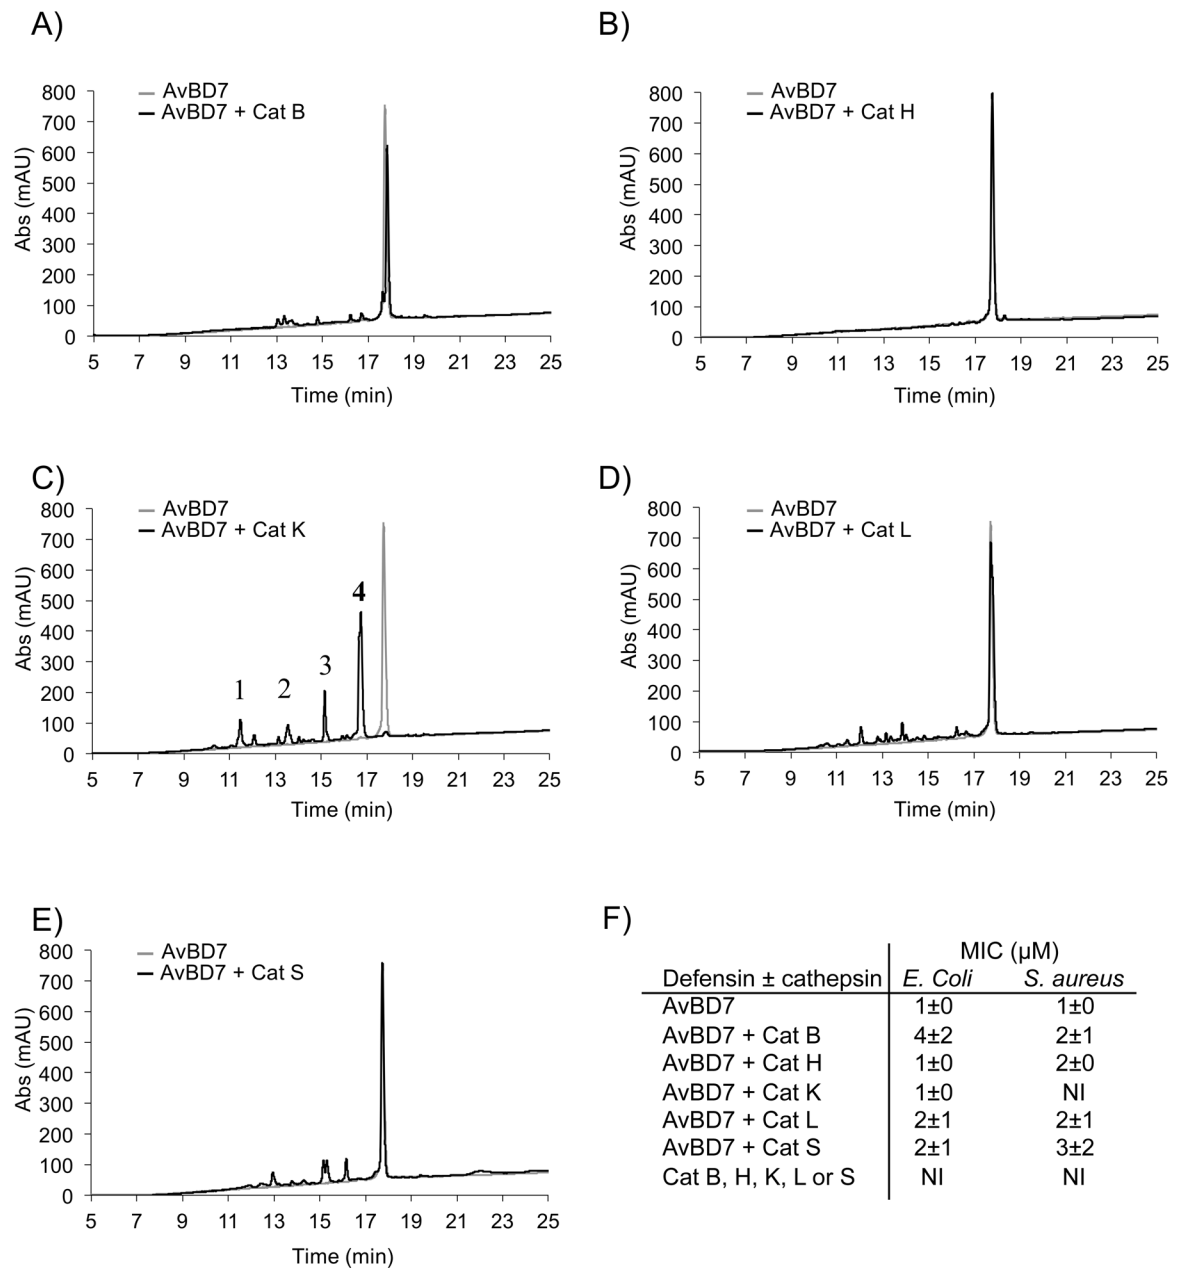 A)
AvBD7
AvBD7 + Cat B
Abs (mAU)
800
700
600
500
400
300
200
100
0
5 7 9 11 13 15 17 19 21 23 25
Time (min)
B)
AvBD7
AvBD7 + Cat H
Abs (mAU)
800
700
600
500
400
300
200
100
0
5 7 9 11 13 15 17 19 21 23 25
Time (min)
C)
AvBD7
AvBD7 + Cat K
Abs (mAU)
800
700
600
500
400
300
200
100
0
1 2 3 4
5 7 9 11 13 15 17 19 21 23 25
Time (min)
D)
AvBD7
AvBD7 + Cat L
Abs (mAU)
800
700
600
500
400
300
200
100
0
5 7 9 11 13 15 17 19 21 23 25
Time (min)
E)
AvBD7
AvBD7 + Cat S
Abs (mAU)
800
700
600
500
400
300
200
100
0
5 7 9 11 13 15 17 19 21 23 25
Time (min)
F)
MIC (µM)
Defensin ± cathepsin E. Coli S. aureus
AvBD7 1±0 1±0
AvBD7 + Cat B 4±2 2±1
AvBD7 + Cat H 1±0 2±0
AvBD7 + Cat K 1±0 NI
AvBD7 + Cat L 2±1 2±1
AvBD7 + Cat S 2±1 3±2
Cat B, H, K, L or S NI NI